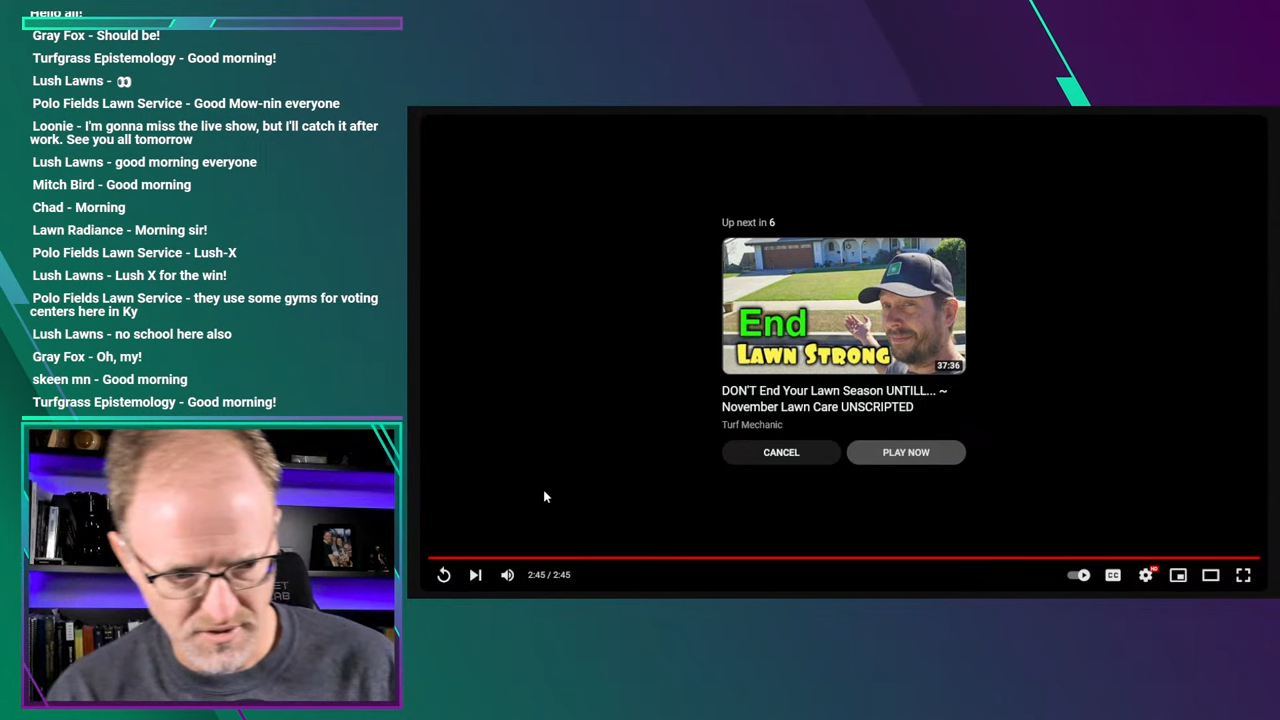 Hello all!
Gray Fox - Should be!
Turfgrass Epistemology - Good morning!
Lush Lawns - 👀
Polo Fields Lawn Service - Good Mow-nin everyone
Loonie - I'm gonna miss the live show, but I'll catch it after
work. See you all tomorrow
Lush Lawns - good morning everyone
Mitch Bird - Good morning
Chad - Morning
Lawn Radiance - Morning sir!
Polo Fields Lawn Service - Lush-X
Lush Lawns - Lush X for the win!
Polo Fields Lawn Service - they use some gyms for voting
centers here in Ky
Lush Lawns - no school here also
Gray Fox - Oh, my!
skeen mn - Good morning
Turfgrass Epistemology - Good morning!
Up next in 6
End
LAWN STRONG
37:36
DON'T End Your Lawn Season UNTILL... ~
November Lawn Care UNSCRIPTED
Turf Mechanic
CANCEL
PLAY NOW
2:45 / 2:45
CC
HD